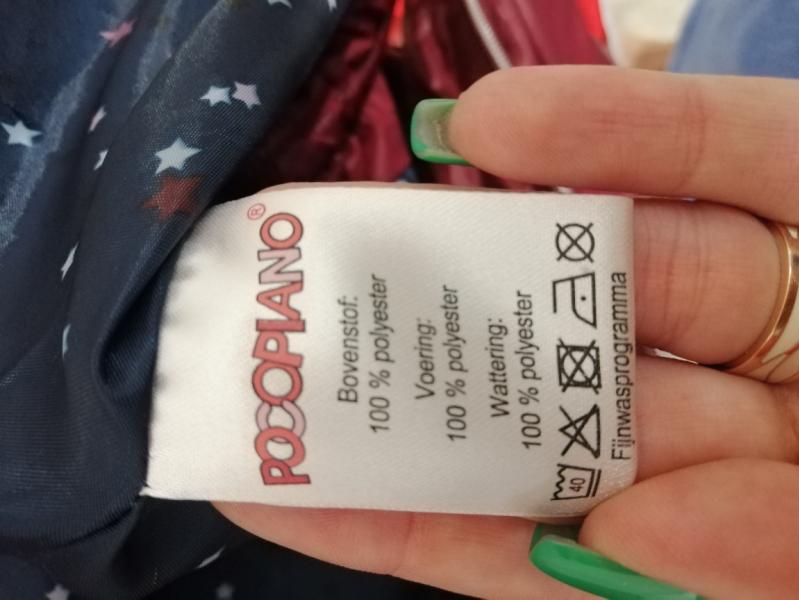 POCOPIANO®
Bovenstof:
100 % polyester
Voering:
100 % polyester
Wattering:
100 % polyester
40
Fijnwasprogramma